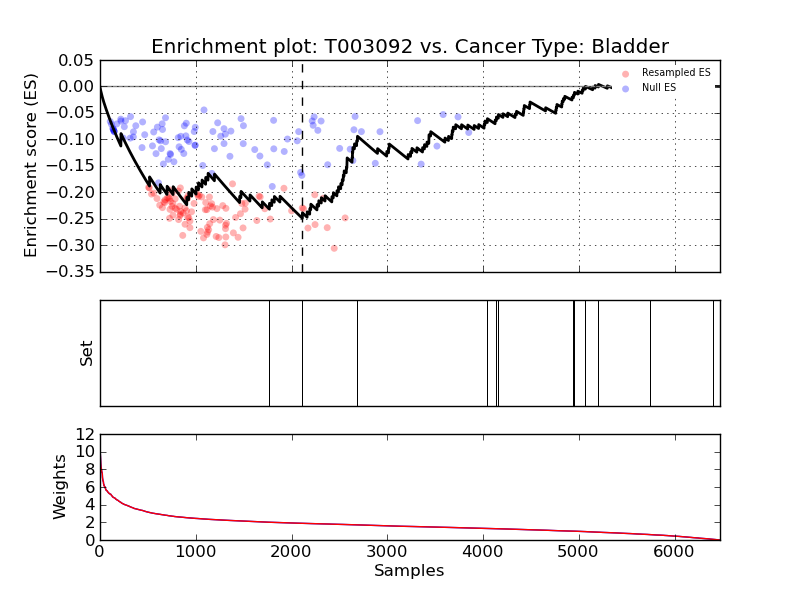 Enrichment plot: T003092 vs. Cancer Type: Bladder
Enrichment score (ES)
0.05
0.00
−0.05
−0.10
−0.15
−0.20
−0.25
−0.30
−0.35
Resampled ES
Null ES
Set
Weights
12
10
8
6
4
2
0
0 1000 2000 3000 4000 5000 6000
Samples